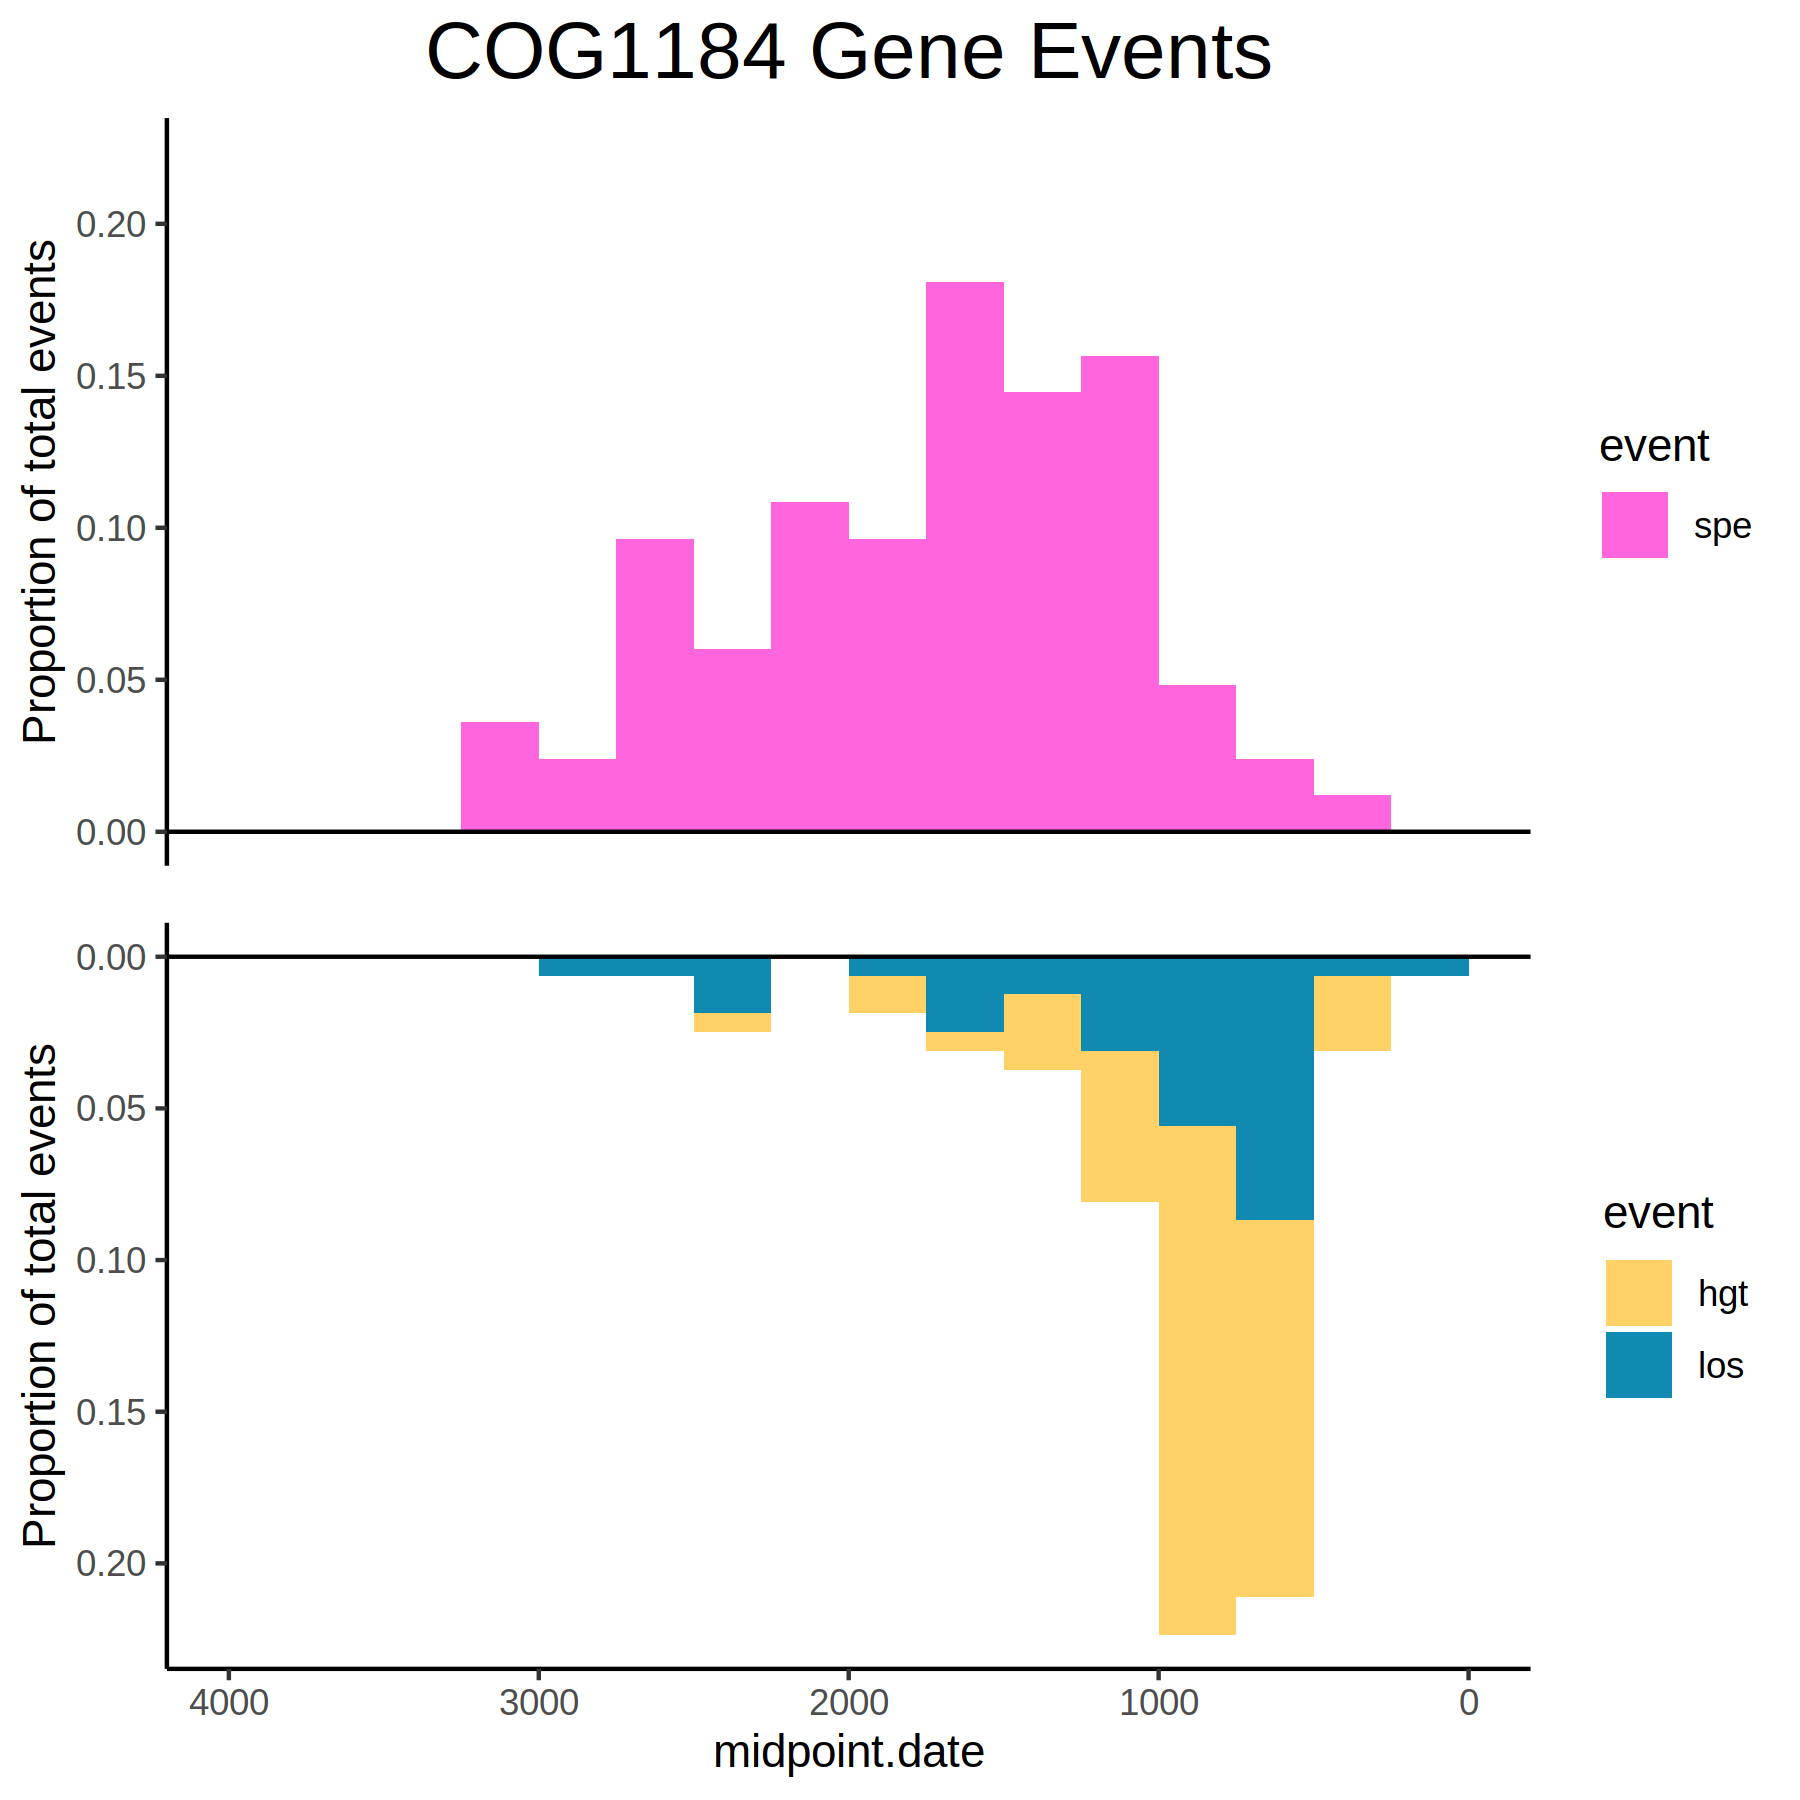 COG1184 Gene Events
Proportion of total events
0.20
0.15
0.10
0.05
0.00
event
spe
Proportion of total events
0.00
0.05
0.10
0.15
0.20
event
hgt
los
4000 3000 2000 1000 0
midpoint.date